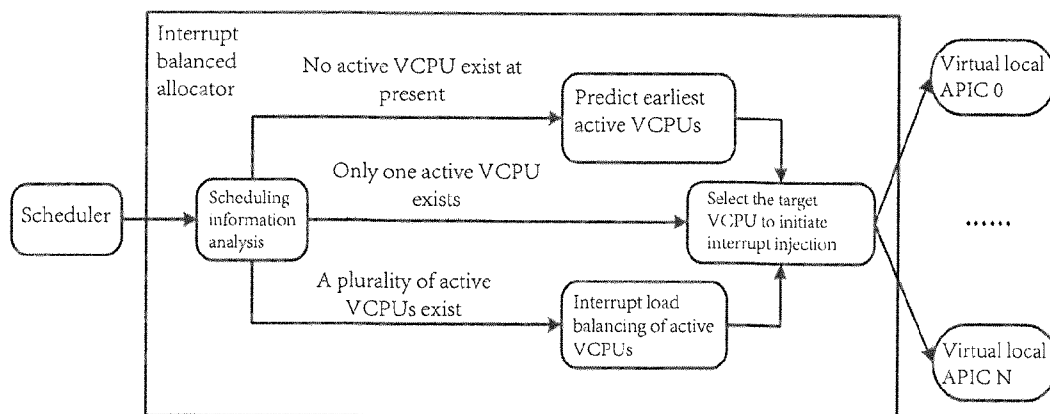 Interrupt
balanced
allocator
No active VCPU exist at
present
Predict earliest
active VCPUs
Virtual local
APIC 0
Scheduler
Scheduling
information
analysis
Only one active VCPU
exists
Select the target
VCPU to initiate
interrupt injection
......
A plurality of active
VCPUs exist
Interrupt load
balancing of active
VCPUs
Virtual local
APIC N